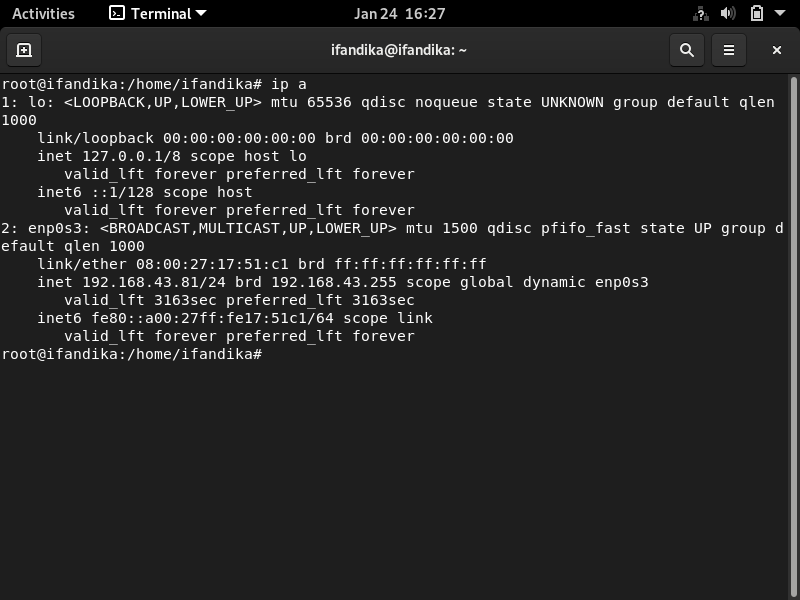 Activities Terminal Jan 24 16:27
ifandika@ifandika: ~
root@ifandika:/home/ifandika# ip a
1: lo: <LOOPBACK,UP,LOWER_UP> mtu 65536 qdisc noqueue state UNKNOWN group default qlen
1000
    link/loopback 00:00:00:00:00:00 brd 00:00:00:00:00:00
    inet 127.0.0.1/8 scope host lo
       valid_lft forever preferred_lft forever
    inet6 ::1/128 scope host
       valid_lft forever preferred_lft forever
2: enp0s3: <BROADCAST,MULTICAST,UP,LOWER_UP> mtu 1500 qdisc pfifo_fast state UP group d
efault qlen 1000
    link/ether 08:00:27:17:51:c1 brd ff:ff:ff:ff:ff:ff
    inet 192.168.43.81/24 brd 192.168.43.255 scope global dynamic enp0s3
       valid_lft 3163sec preferred_lft 3163sec
    inet6 fe80::a00:27ff:fe17:51c1/64 scope link
       valid_lft forever preferred_lft forever
root@ifandika:/home/ifandika#